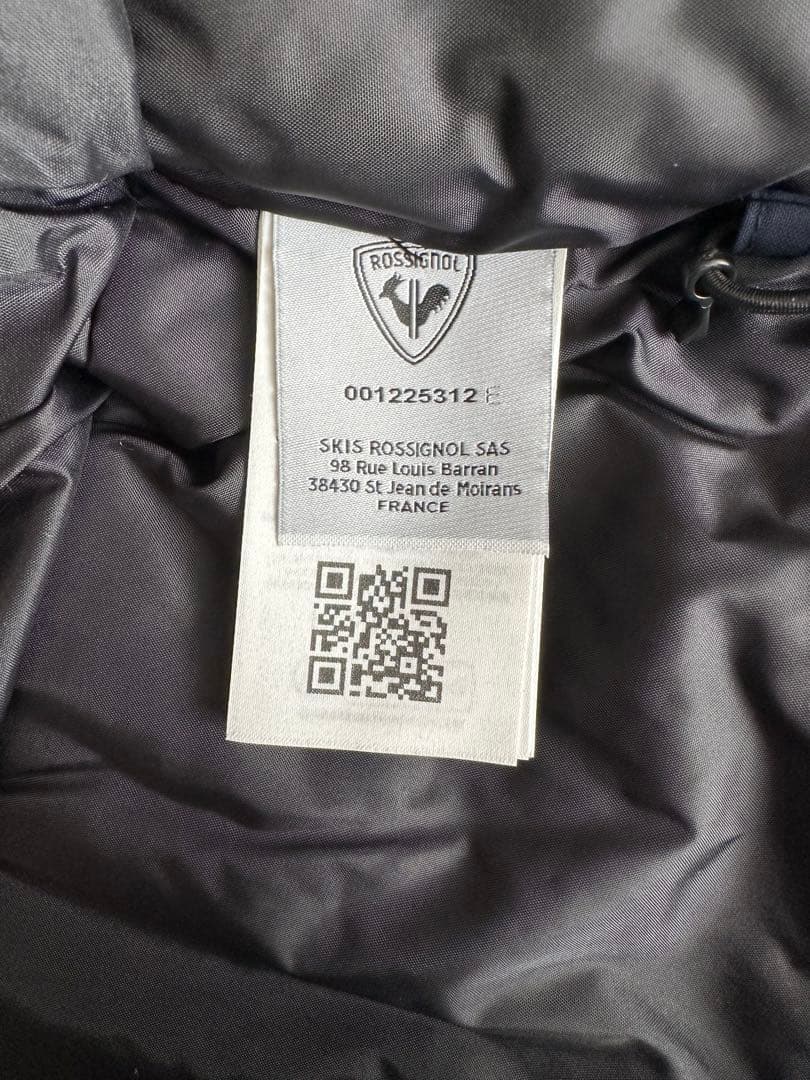 ROSSIGNOL
001225312 E
SKIS ROSSIGNOL SAS
98 Rue Louis Barran
38430 St Jean de Moirans
FRANCE